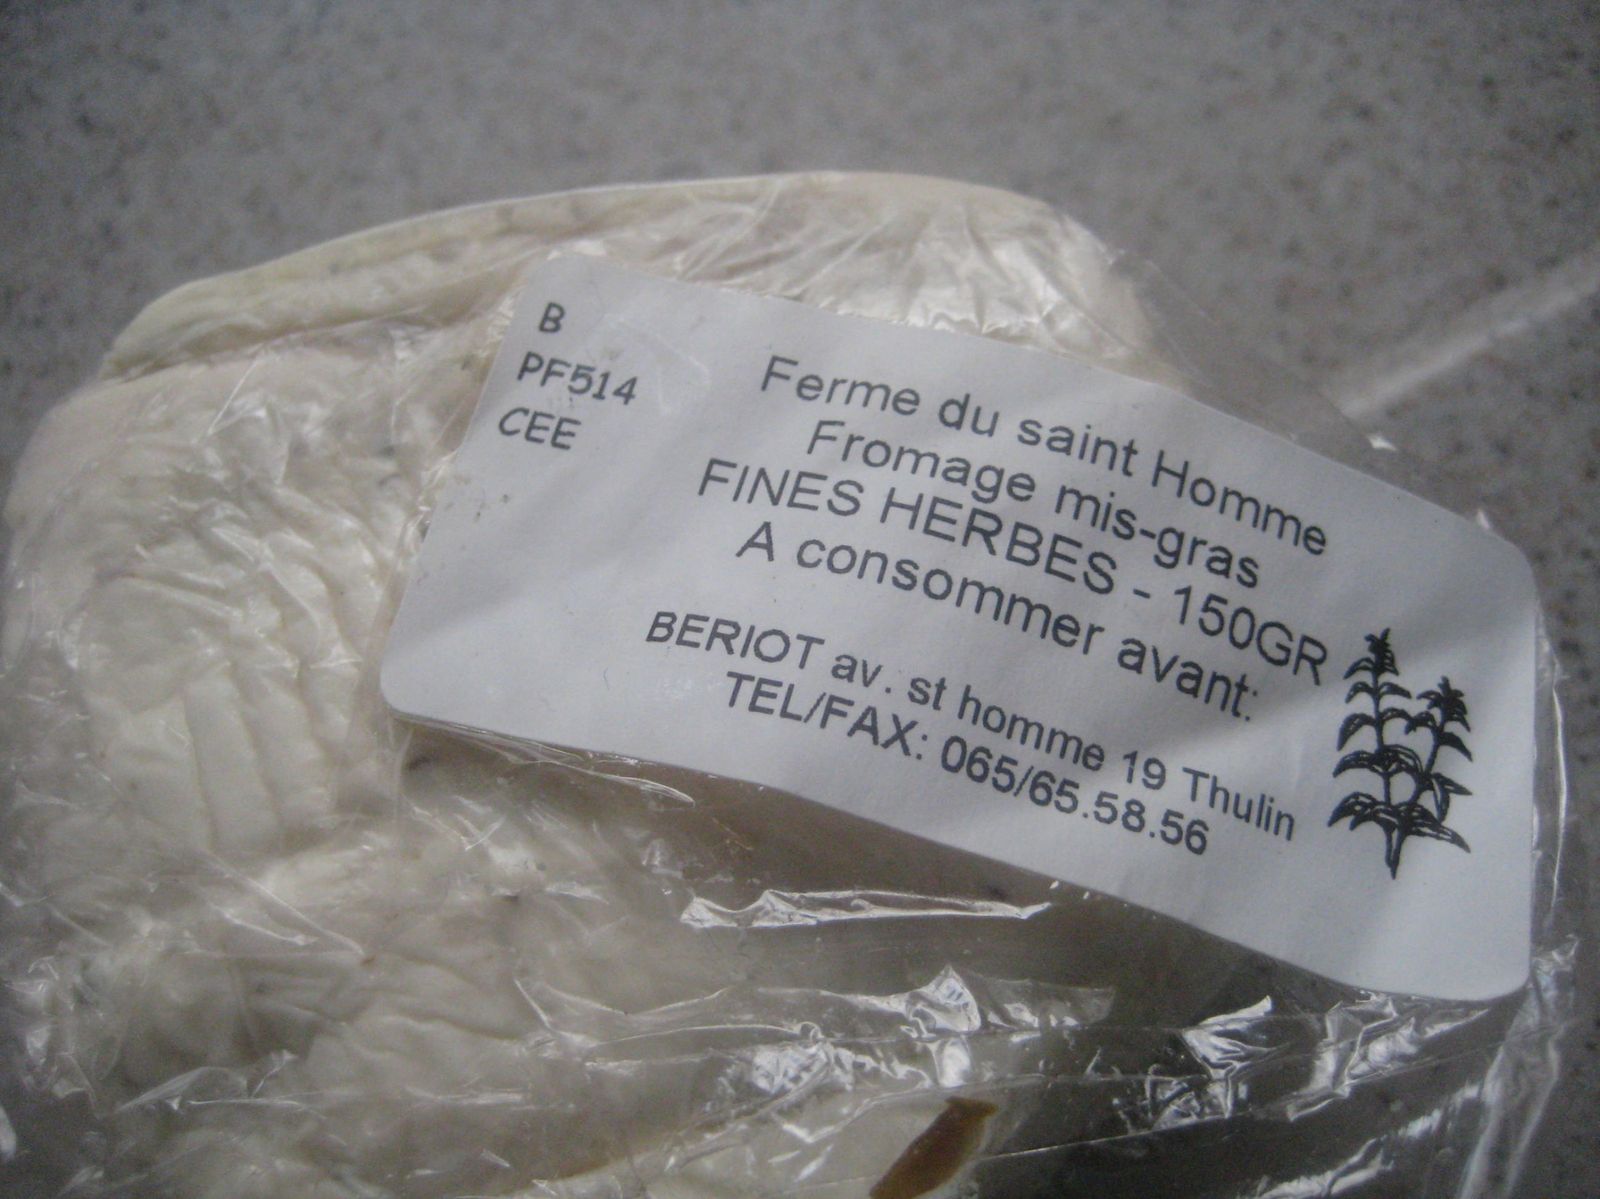 B
PF514
CEE
Ferme du saint Homme
Fromage mis-gras
FINES HERBES - 150GR
A consommer avant:
BERIOT av. st homme 19 Thulin
TEL/FAX: 065/65.58.56